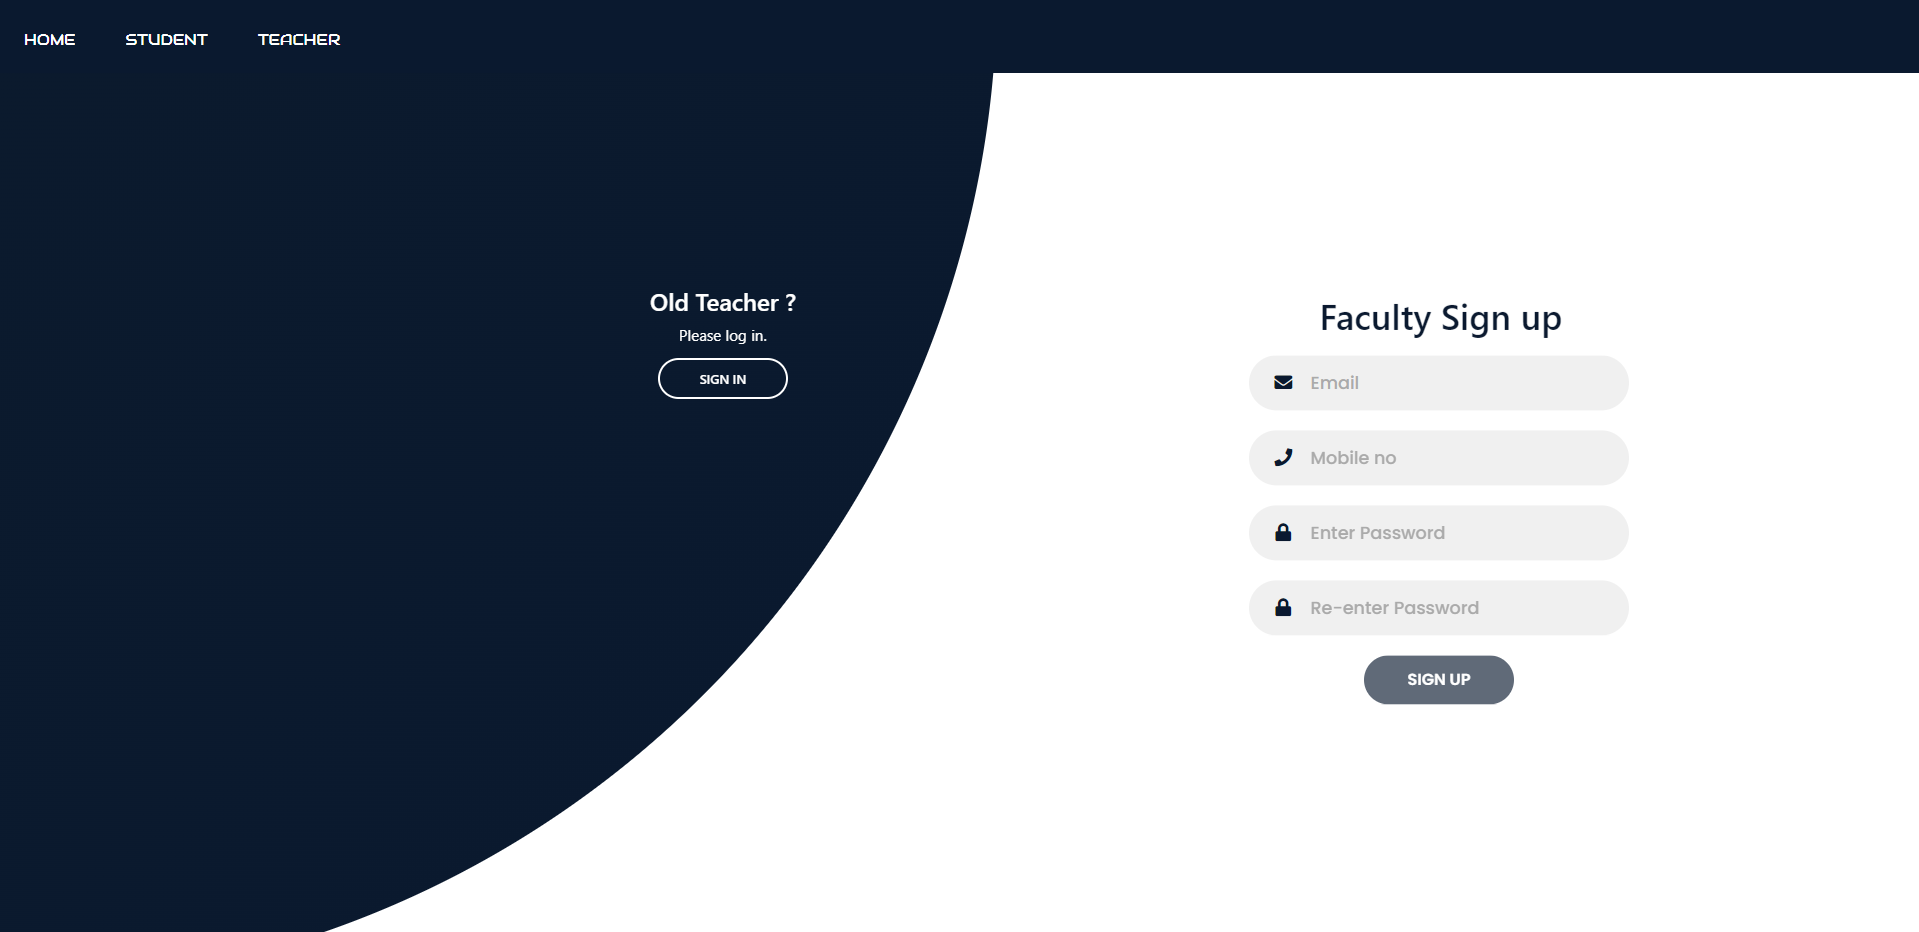 HOME STUDENT TEACHER
Old Teacher ?
Please log in.
SIGN IN
Faculty Sign up
Email
Mobile no
Enter Password
Re-enter Password
SIGN UP